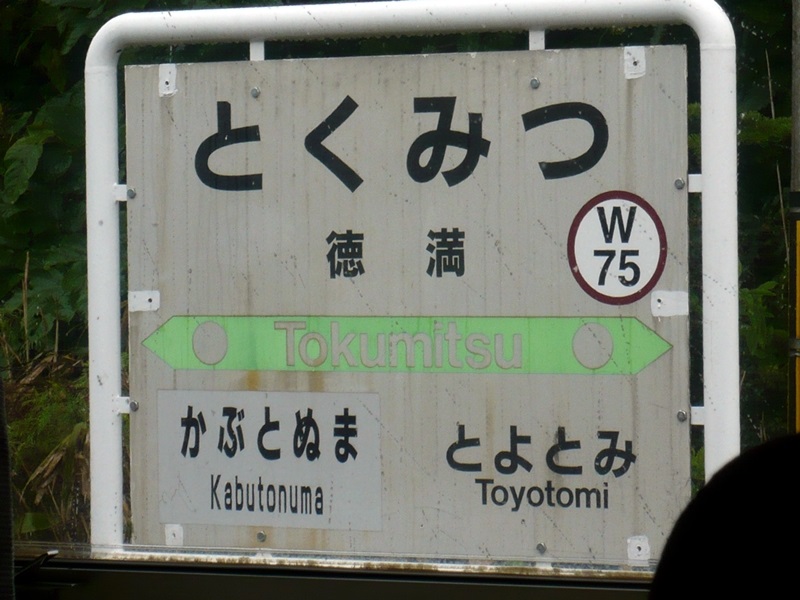 とくみつ
徳満
W
75
Tokumitsu
かぶとぬま
Kabutonuma
とよとみ
Toyotomi